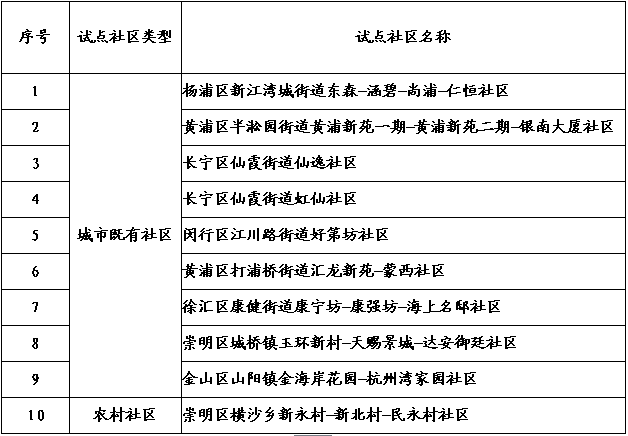 序号 试点社区类型 试点社区名称
1 杨浦区新江湾城街道东森-涵碧-尚浦-仁恒社区
2 黄浦区半淞园街道黄浦新苑一期-黄浦新苑二期-银南大厦社区
3 长宁区仙霞街道仙逸社区
4 长宁区仙霞街道虹仙社区
5 城市既有社区 闵行区江川路街道好第坊社区
6 黄浦区打浦桥街道汇龙新苑-蒙西社区
7 徐汇区康健街道康宁坊-康强坊-海上名邸社区
8 崇明区城桥镇玉环新村-天赐景城-达安御廷社区
9 金山区山阳镇金海岸花园-杭州湾家园社区
10 农村社区 崇明区横沙乡新永村-新北村-民永村社区